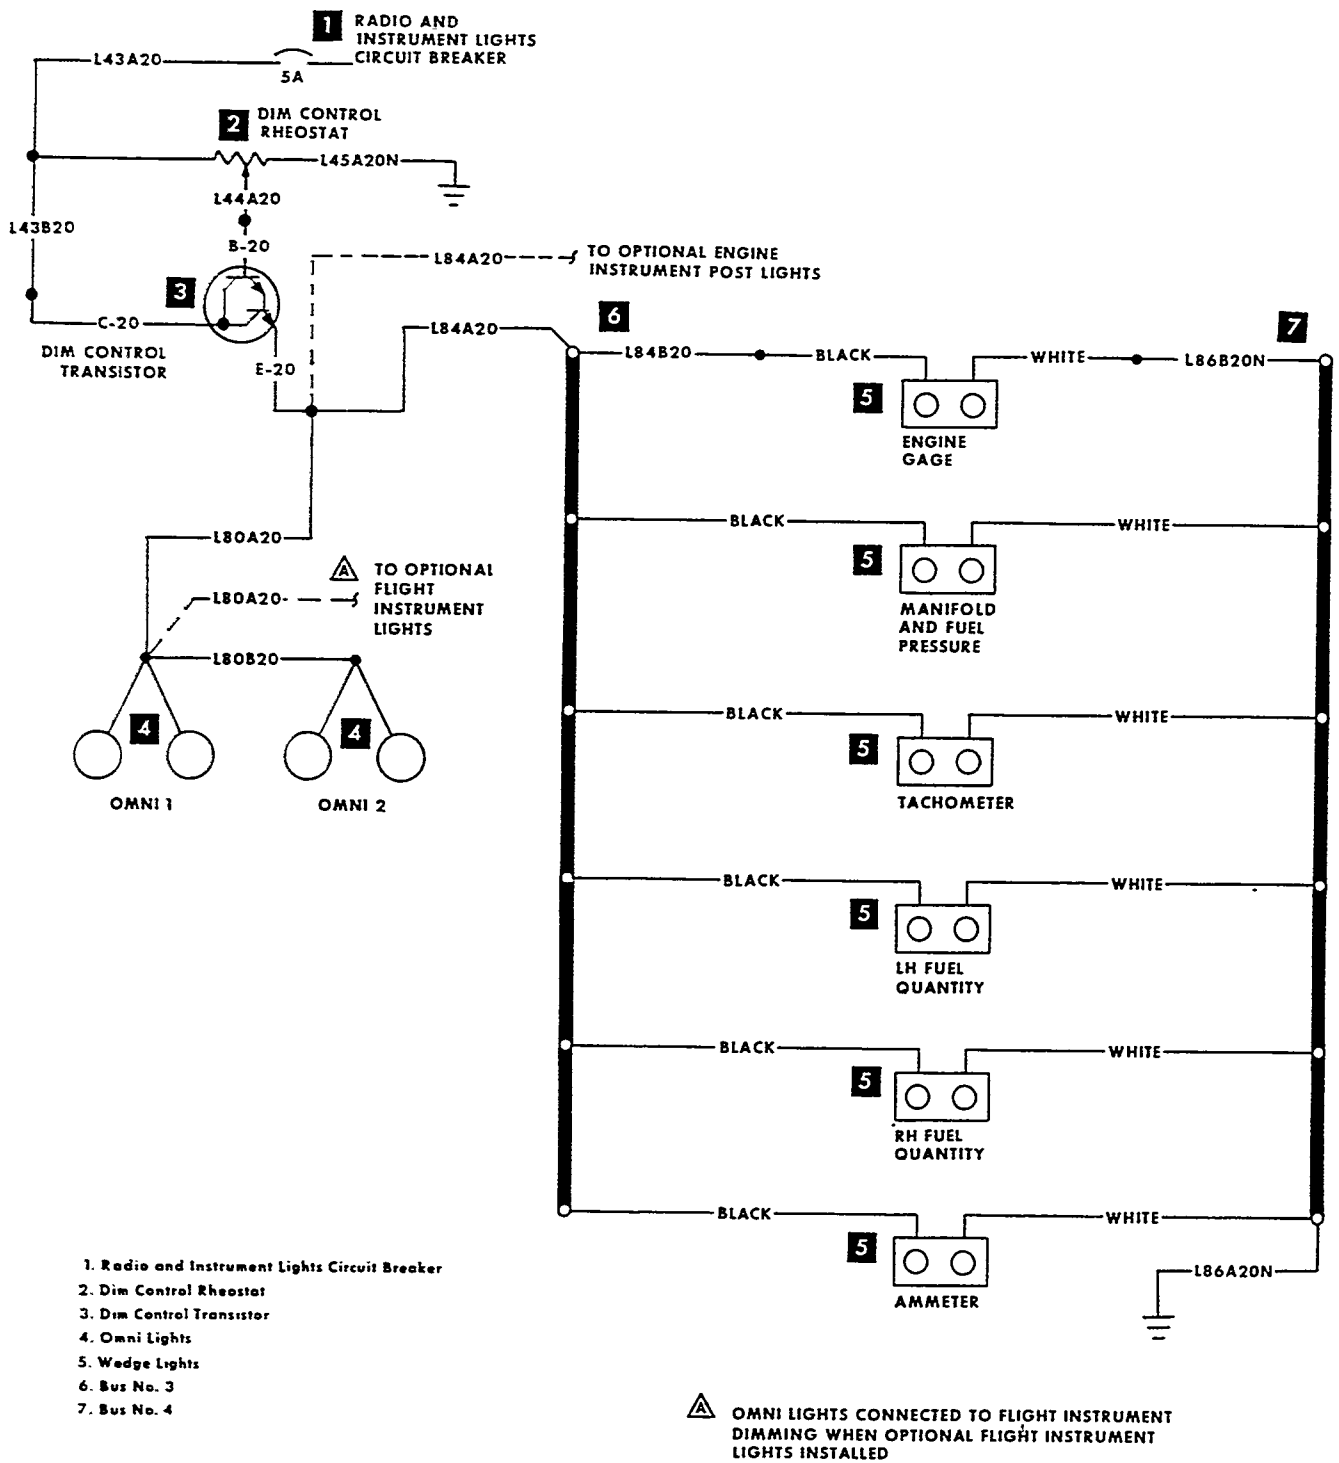 1 RADIO AND
INSTRUMENT LIGHTS
CIRCUIT BREAKER
L43A20
5A
2 DIM CONTROL
RHEOSTAT
L45A20N
L44A20
L43B20
B-20
3
C-20
DIM CONTROL
TRANSISTOR
E-20
L84A20
TO OPTIONAL ENGINE
INSTRUMENT POST LIGHTS
L84A20
6
7
L84B20
BLACK
WHITE
L86B20N
5
ENGINE
GAGE
BLACK
WHITE
5
MANIFOLD
AND FUEL
PRESSURE
L80A20
A TO OPTIONAL
FLIGHT
INSTRUMENT
LIGHTS
L80A20
L80B20
4
4
OMNI 1
OMNI 2
BLACK
WHITE
5
TACHOMETER
BLACK
WHITE
5
LH FUEL
QUANTITY
BLACK
WHITE
5
RH FUEL
QUANTITY
BLACK
WHITE
5
AMMETER
L86A20N
1. Radio and Instrument Lights Circuit Breaker
2. Dim Control Rheostat
3. Dim Control Transistor
4. Omni Lights
5. Wedge Lights
6. Bus No. 3
7. Bus No. 4
A OMNI LIGHTS CONNECTED TO FLIGHT INSTRUMENT
DIMMING WHEN OPTIONAL FLIGHT INSTRUMENT
LIGHTS INSTALLED